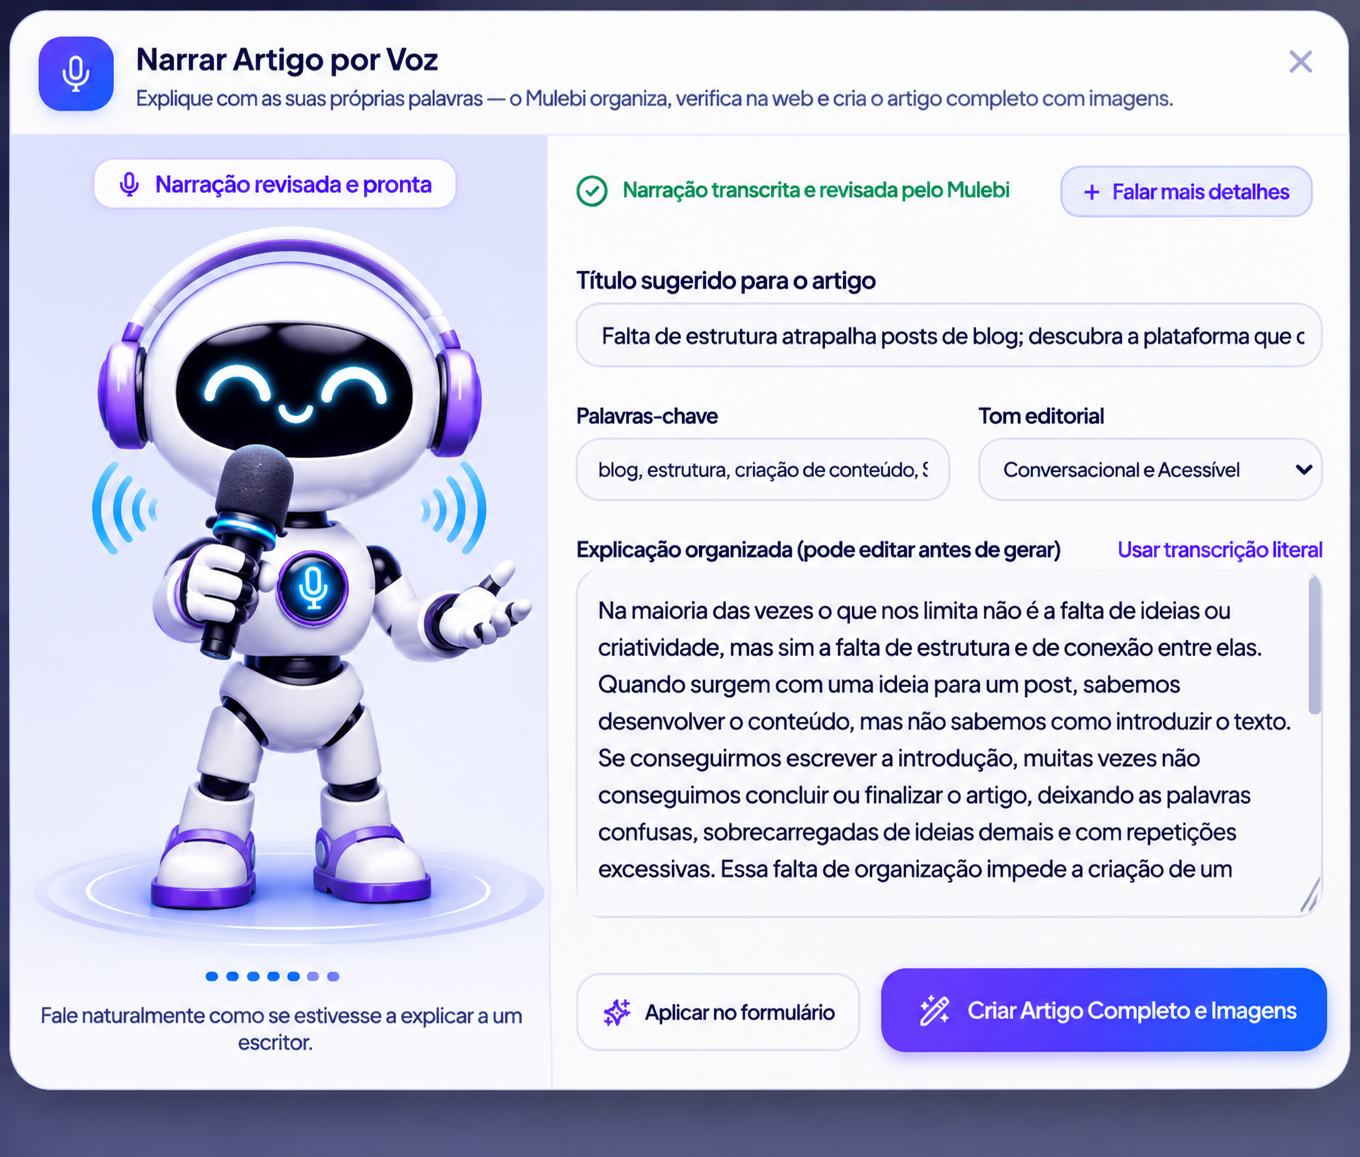 Narrar Artigo por Voz
Explique com as suas próprias palavras — o Mulebi organiza, verifica na web e cria o artigo completo com imagens.
Narração revisada e pronta
Fale naturalmente como se estivesse a explicar a um
escritor.
Narração transcrita e revisada pelo Mulebi
+ Falar mais detalhes
Título sugerido para o artigo
Falta de estrutura atrapalha posts de blog; descubra a plataforma que
Palavras-chave
Tom editorial
blog, estrutura, criação de conteúdo,
Conversacional e Acessível
Explicação organizada (pode editar antes de gerar)
Usar transcrição literal
Na maioria das vezes o que nos limita não é a falta de ideias ou
criatividade, mas sim a falta de estrutura e de conexão entre elas.
Quando surgem com uma ideia para um post, sabemos
desenvolver o conteúdo, mas não sabemos como introduzir o texto.
Se conseguirmos escrever a introdução, muitas vezes não
conseguimos concluir ou finalizar o artigo, deixando as palavras
confusas, sobrecarregadas de ideias demais e com repetições
excessivas. Essa falta de organização impede a criação de um
Aplicar no formulário
Criar Artigo Completo e Imagens